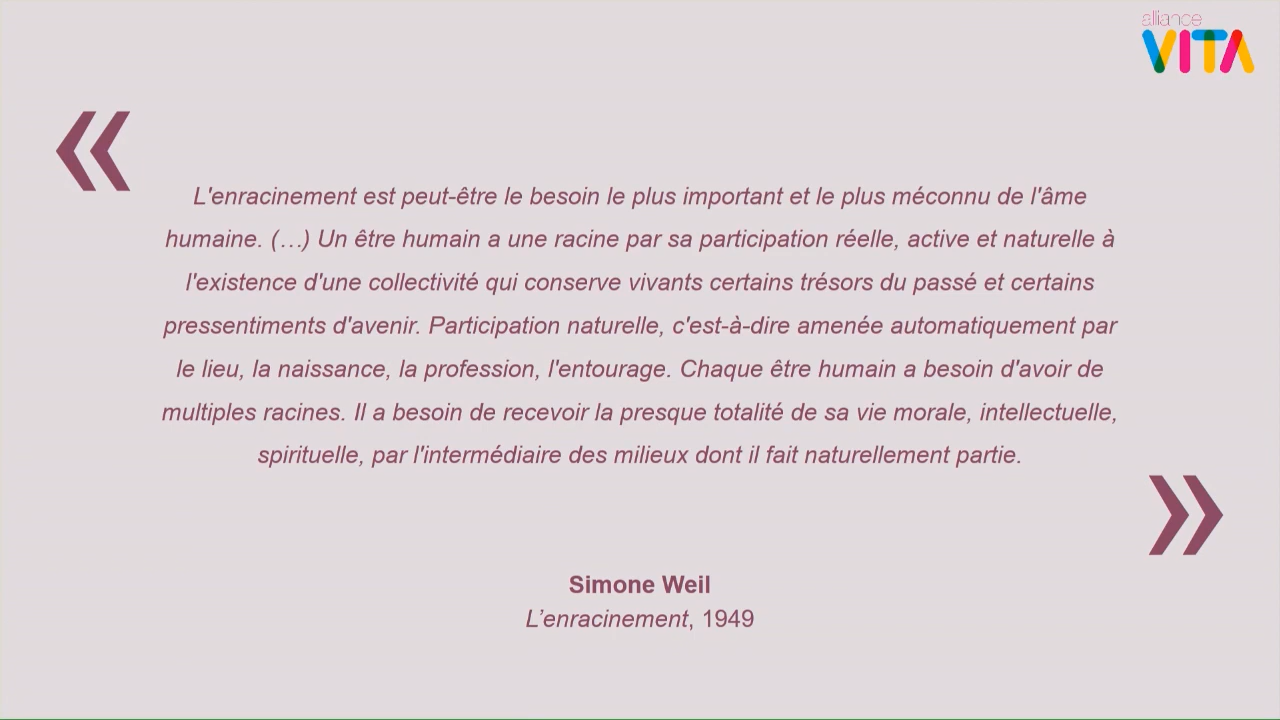 alliance
VITA
«
L'enracinement est peut-être le besoin le plus important et le plus méconnu de l'âme
humaine. (…) Un être humain a une racine par sa participation réelle, active et naturelle à
l'existence d'une collectivité qui conserve vivants certains trésors du passé et certains
pressentiments d'avenir. Participation naturelle, c'est-à-dire amenée automatiquement par
le lieu, la naissance, la profession, l'entourage. Chaque être humain a besoin d'avoir de
multiples racines. Il a besoin de recevoir la presque totalité de sa vie morale, intellectuelle,
spirituelle, par l'intermédiaire des milieux dont il fait naturellement partie.
»
Simone Weil
L’enracinement, 1949